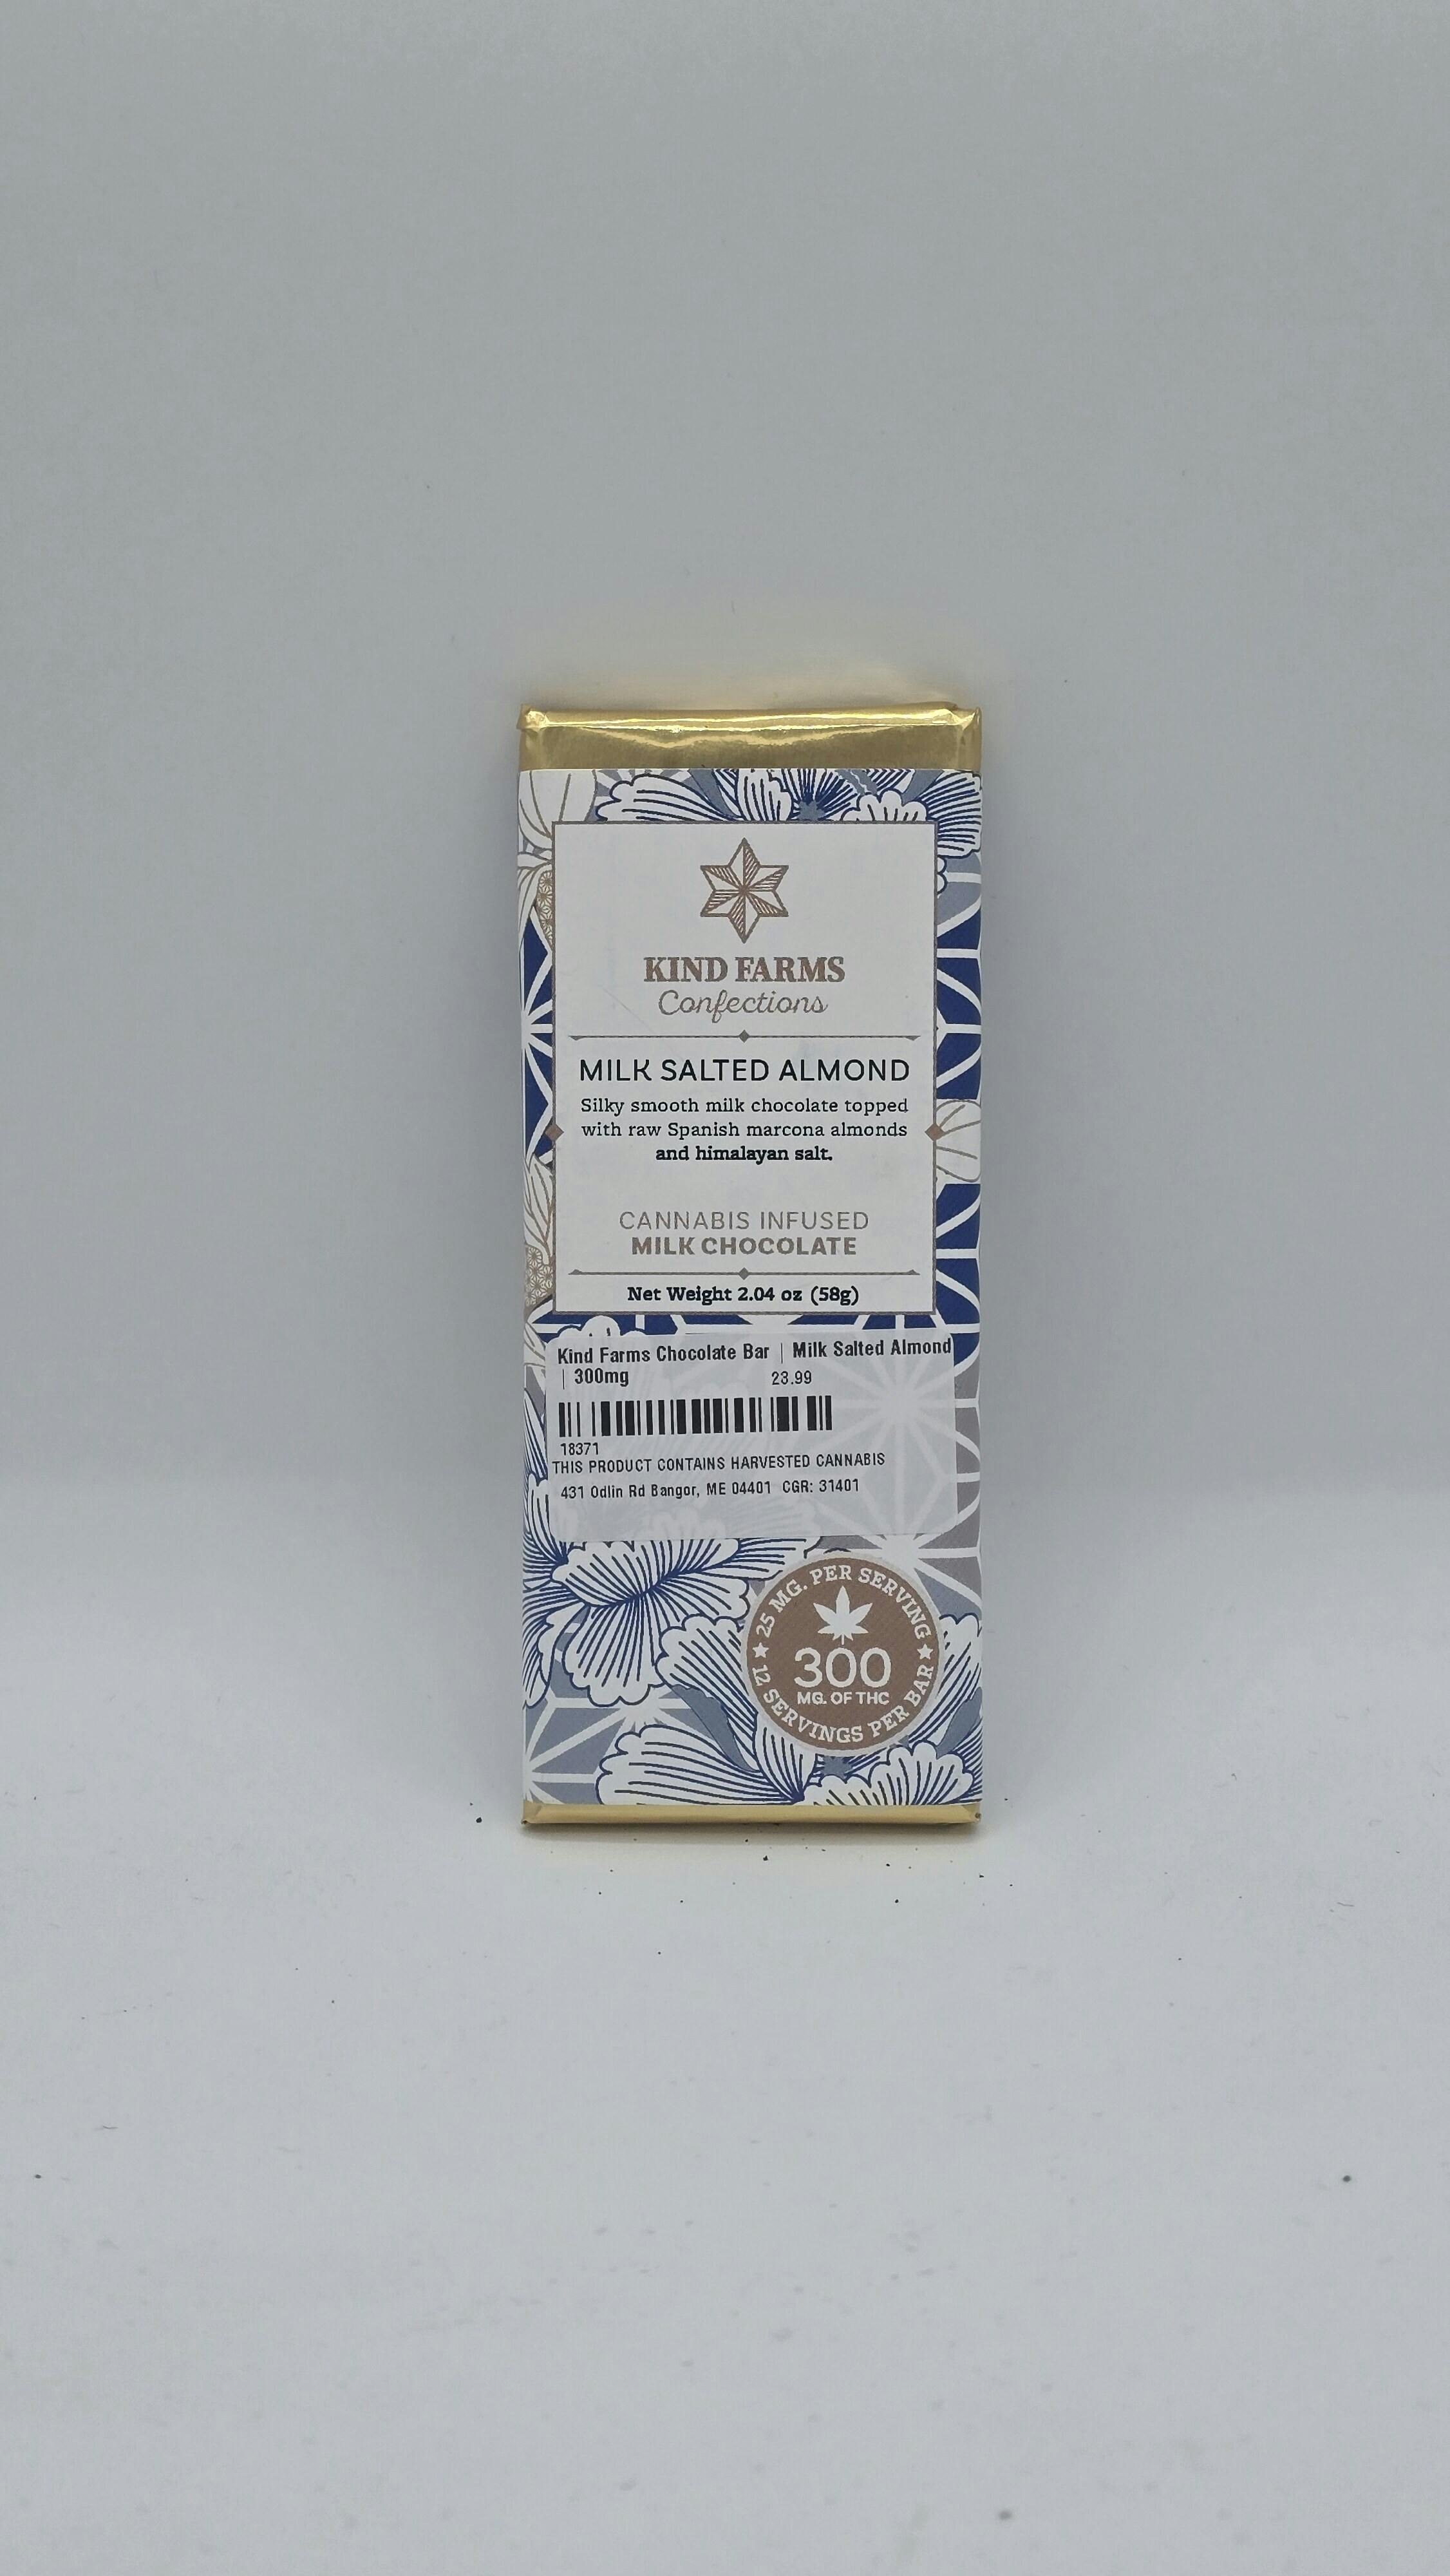 KIND FARMS
Confections
MILK SALTED ALMOND
Silky smooth milk chocolate topped
with raw Spanish marcona almonds
and himalayan salt.
CANNABIS INFUSED
MILK CHOCOLATE
Net Weight 2.04 oz (58g)
Kind Farms Chocolate Bar | Milk Salted Almond
| 300mg 23.99
18371
THIS PRODUCT CONTAINS HARVESTED CANNABIS
431 Odlin Rd Bangor, ME 04401 CGR: 31401
25 MG. PER SERVING
300
MG. OF THC
12 SERVINGS PER BAR